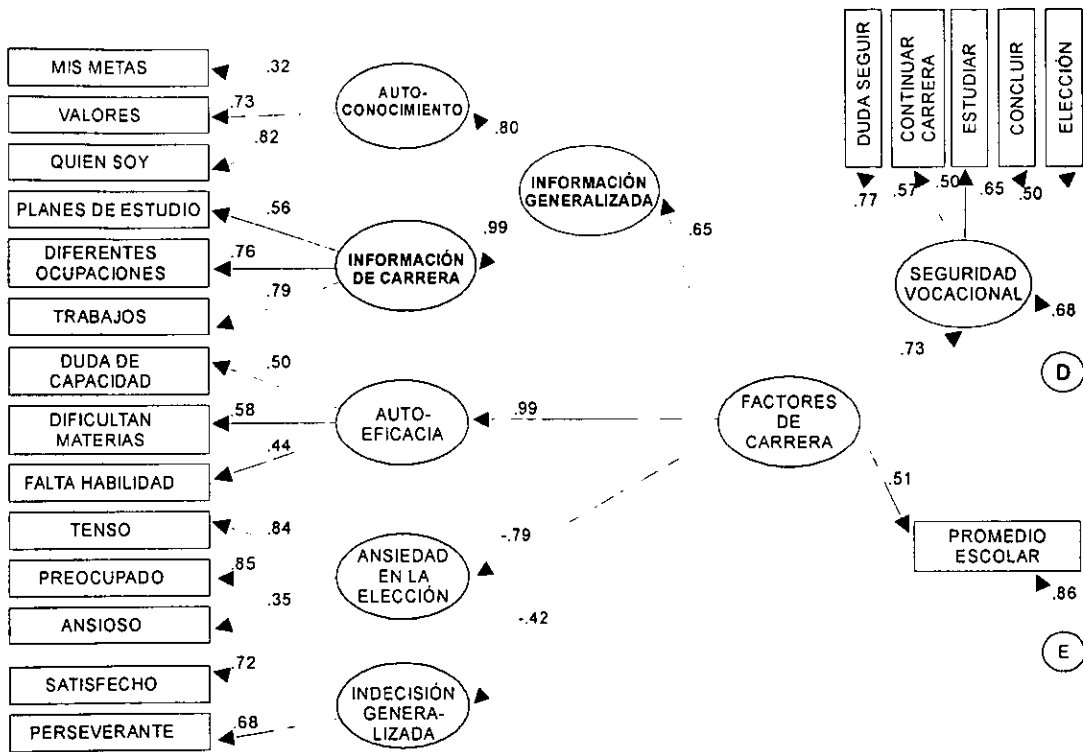 MIS METAS
.32
VALORES
.73
QUIEN SOY
.82
AUTO-
CONOCIMIENTO
.80
PLANES DE ESTUDIO
.56
DIFERENTES
OCUPACIONES
.76
TRABAJOS
.79
INFORMACIÓN
DE CARRERA
.99
INFORMACIÓN
GENERALIZADA
.65
DUDA DE
CAPACIDAD
.50
DIFICULTAN
MATERIAS
.58
FALTA HABILIDAD
.44
AUTO-
EFICACIA
.99
TENSO
.84
PREOCUPADO
.85
ANSIOSO
.35
ANSIEDAD
EN LA
ELECCIÓN
-.79
-.42
SATISFECHO
.72
PERSEVERANTE
.68
INDECISIÓN
GENERA-
LIZADA
FACTORES
DE
CARRERA
DUDA SEGUIR
CONTINUAR
CARRERA
ESTUDIAR
CONCLUIR
ELECCIÓN
.77
.57
.50
.65
.50
SEGURIDAD
VOCACIONAL
.68
.73
D
.51
PROMEDIO
ESCOLAR
.86
E